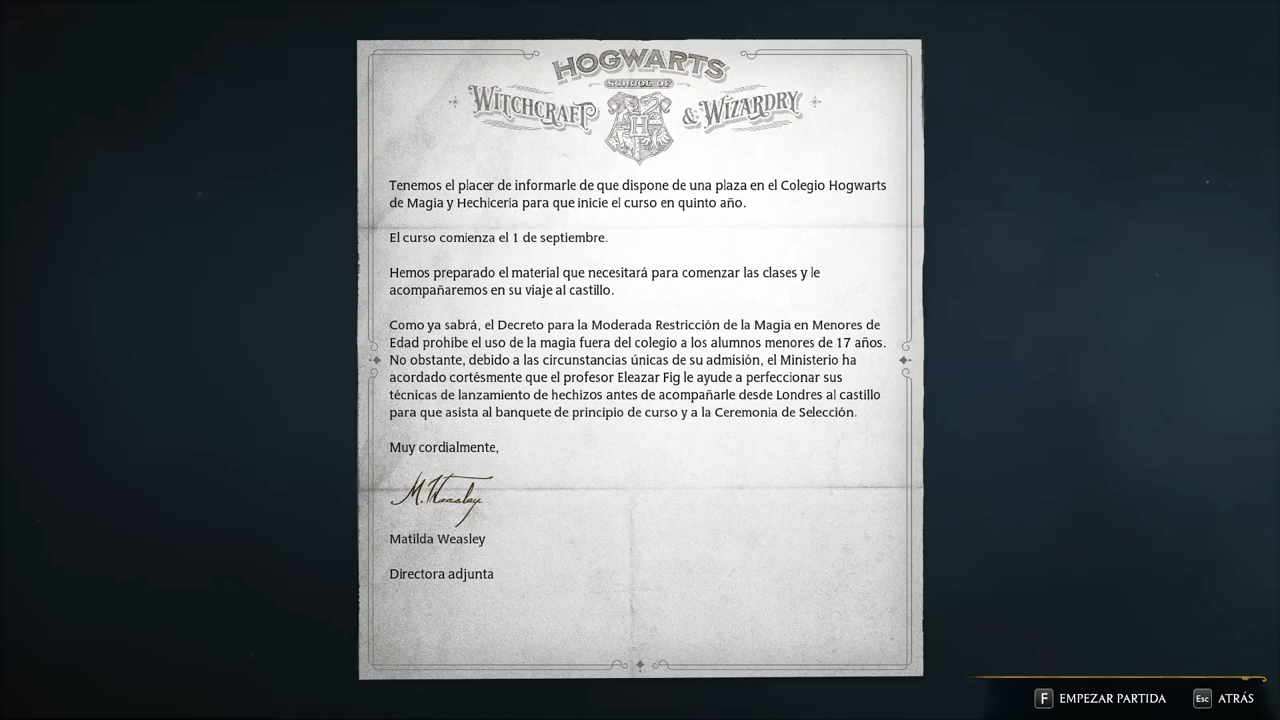 HOGWARTS
SCHOOL OF
WITCHCRAFT & WIZARDRY
H
Tenemos el placer de informarle de que dispone de una plaza en el Colegio Hogwarts
de Magia y Hechicería para que inicie el curso en quinto año.
El curso comienza el 1 de septiembre.
Hemos preparado el material que necesitará para comenzar las clases y le
acompañaremos en su viaje al castillo.
Como ya sabrá, el Decreto para la Moderada Restricción de la Magia en Menores de
Edad prohíbe el uso de la magia fuera del colegio a los alumnos menores de 17 años.
No obstante, debido a las circunstancias únicas de su admisión, el Ministerio ha
acordado cortésmente que el profesor Eleazar Fig le ayude a perfeccionar sus
técnicas de lanzamiento de hechizos antes de acompañarle desde Londres al castillo
para que asista al banquete de principio de curso y a la Ceremonia de Selección.
Muy cordialmente,
M. Weasley
Matilda Weasley
Directora adjunta
F EMPEZAR PARTIDA Esc ATRÁS